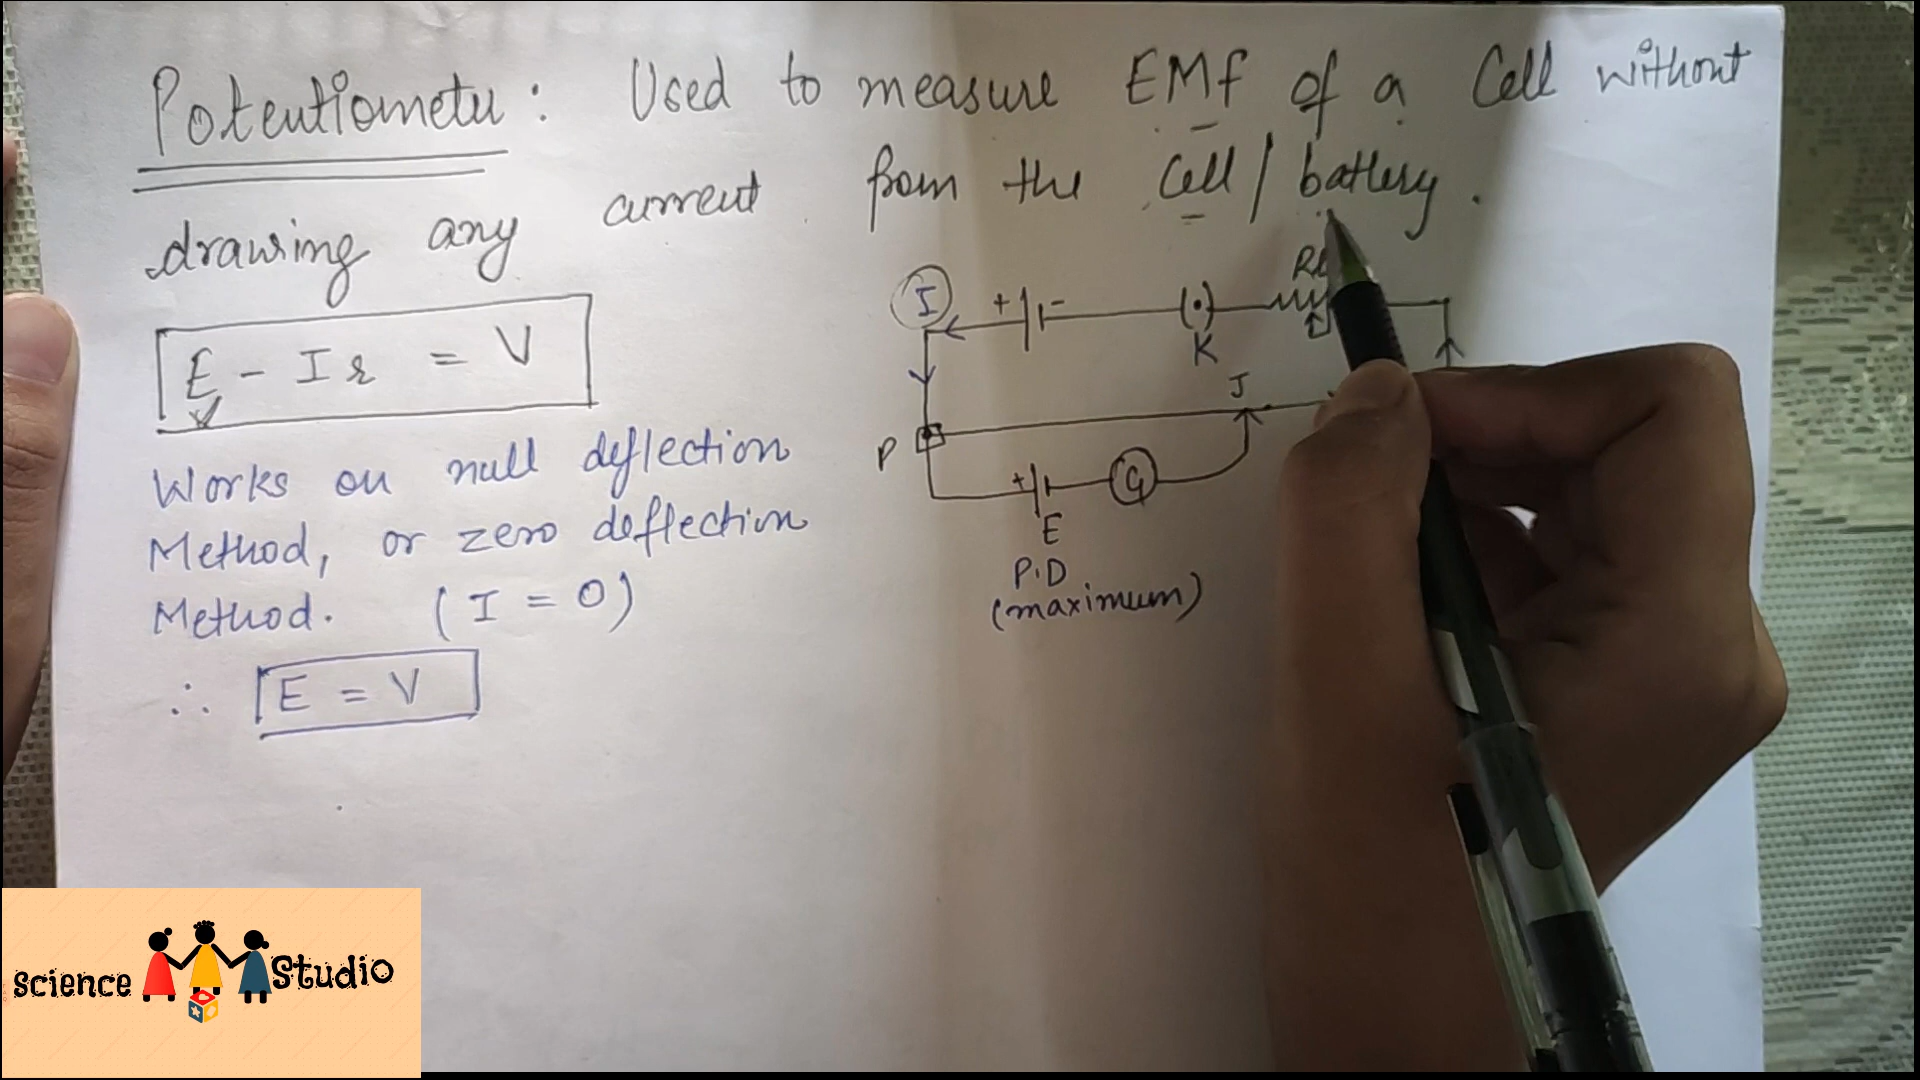 Potentiometer: Used to measure EMf of a Cell without
drawing any current from the Cell / battery.
E - Ir = V
Works on null deflection
Method, or zero deflection
Method. (I = 0)
∴ E = V
I
+ -
K
J
P
+
G
E
P.D
(maximum)
Science Studio